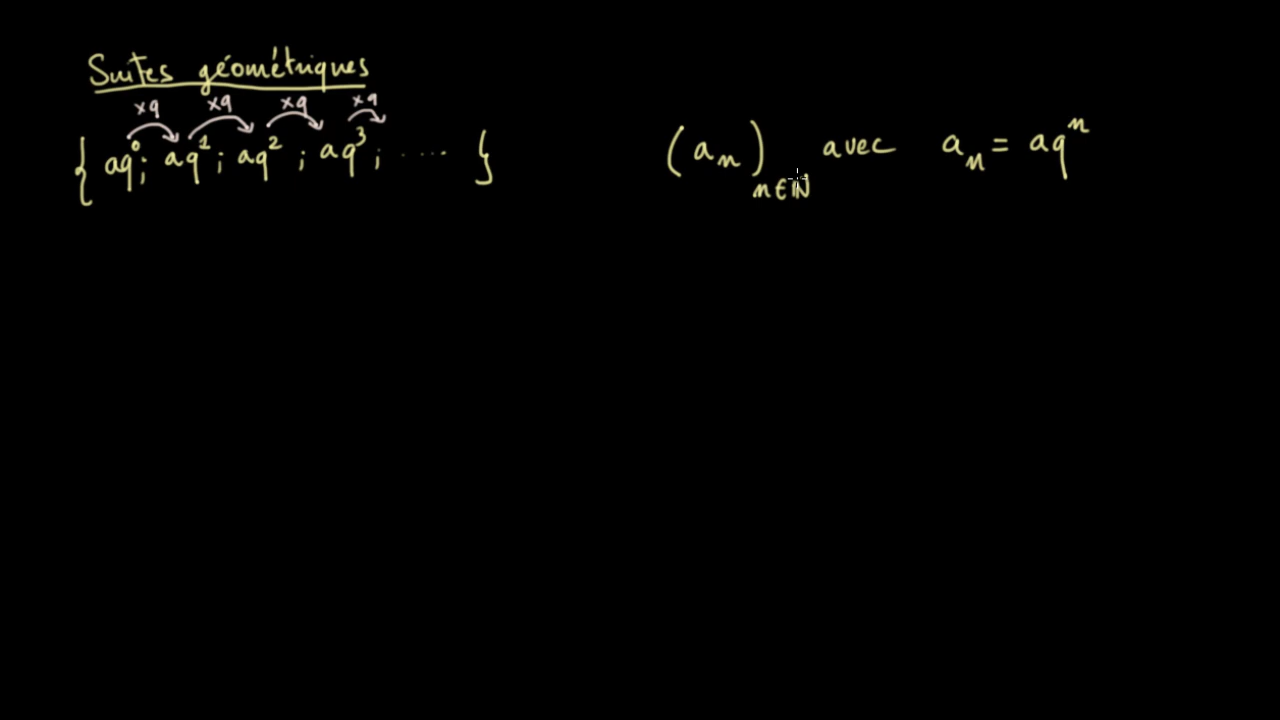 Suites géométriques
×q ×q ×q ×q
{ aq⁰ ; aq¹ ; aq² ; aq³ ; ..... }
(aₙ)ₙ∈ℕ avec aₙ = aqⁿ